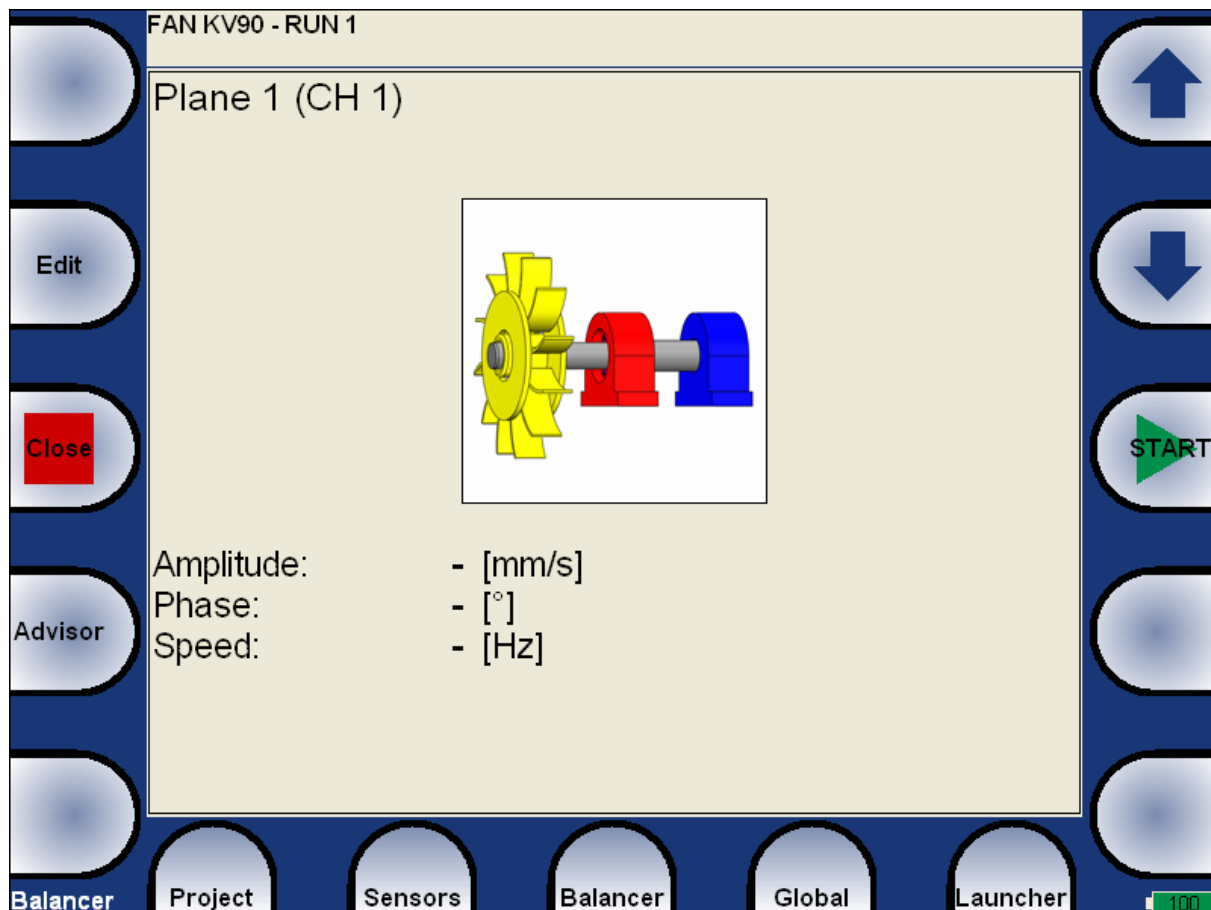 FAN KV90 - RUN 1
Plane 1 (CH 1)
Edit
Close
START
Amplitude: - [mm/s]
Phase: - [°]
Advisor
Speed: - [Hz]
Balancer
Project
Sensors
Balancer
Global
Launcher
100